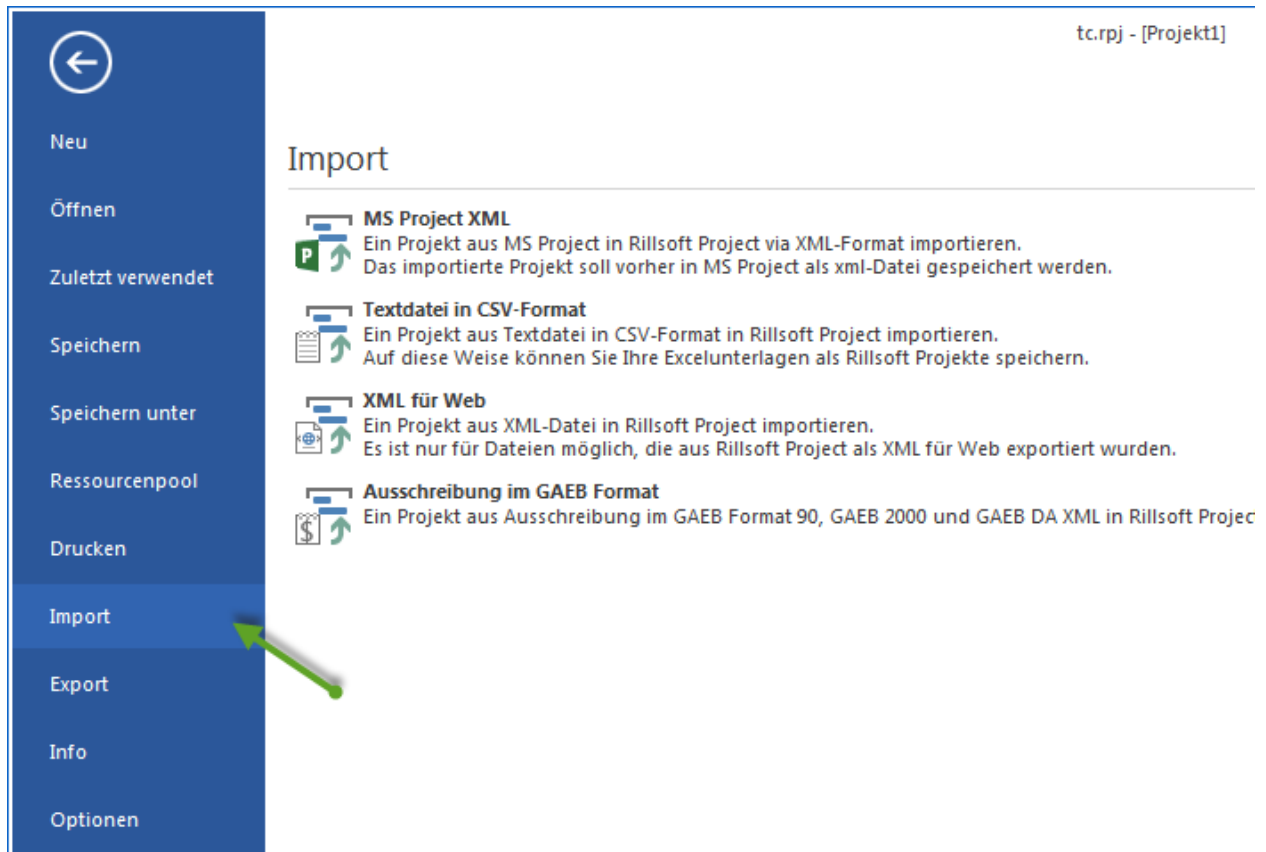 tc.rpj - [Projekt1]
Neu
Öffnen
Zuletzt verwendet
Speichern
Speichern unter
Ressourcenpool
Drucken
Import
Export
Info
Optionen
Import
MS Project XML
Ein Projekt aus MS Project in Rillsoft Project via XML-Format importieren.
Das importierte Projekt soll vorher in MS Project als xml-Datei gespeichert werden.
Textdatei in CSV-Format
Ein Projekt aus Textdatei in CSV-Format in Rillsoft Project importieren.
Auf diese Weise können Sie Ihre Excelunterlagen als Rillsoft Projekte speichern.
XML für Web
Ein Projekt aus XML-Datei in Rillsoft Project importieren.
Es ist nur für Dateien möglich, die aus Rillsoft Project als XML für Web exportiert wurden.
Ausschreibung im GAEB Format
Ein Projekt aus Ausschreibung im GAEB Format 90, GAEB 2000 und GAEB DA XML in Rillsoft Projec